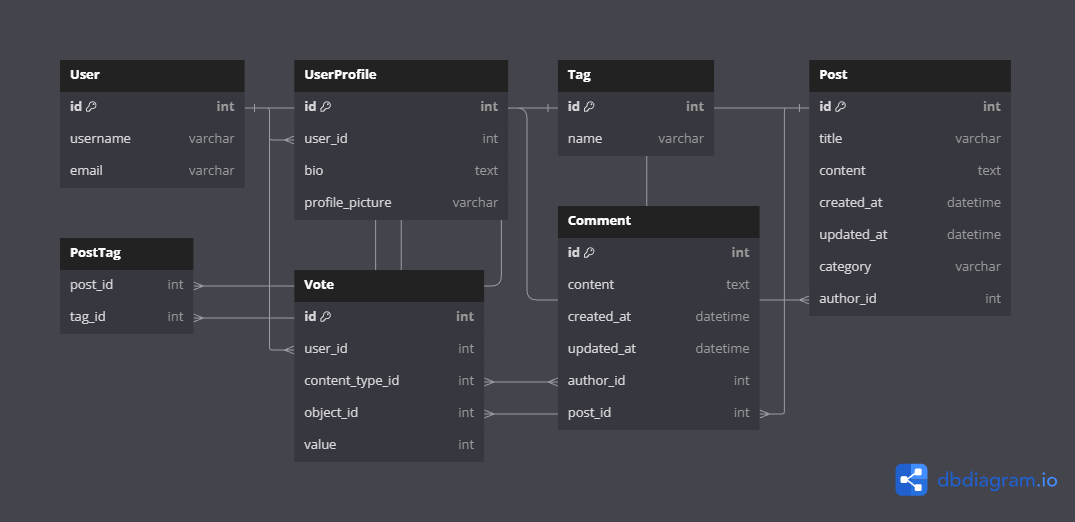 User
id int
username varchar
email varchar
UserProfile
id int
user_id int
bio text
profile_picture varchar
Tag
id int
name varchar
Post
id int
title varchar
content text
created_at datetime
updated_at datetime
category varchar
author_id int
PostTag
post_id int
tag_id int
Vote
id int
user_id int
content_type_id int
object_id int
value int
Comment
id int
content text
created_at datetime
updated_at datetime
author_id int
post_id int
dbdiagram.io